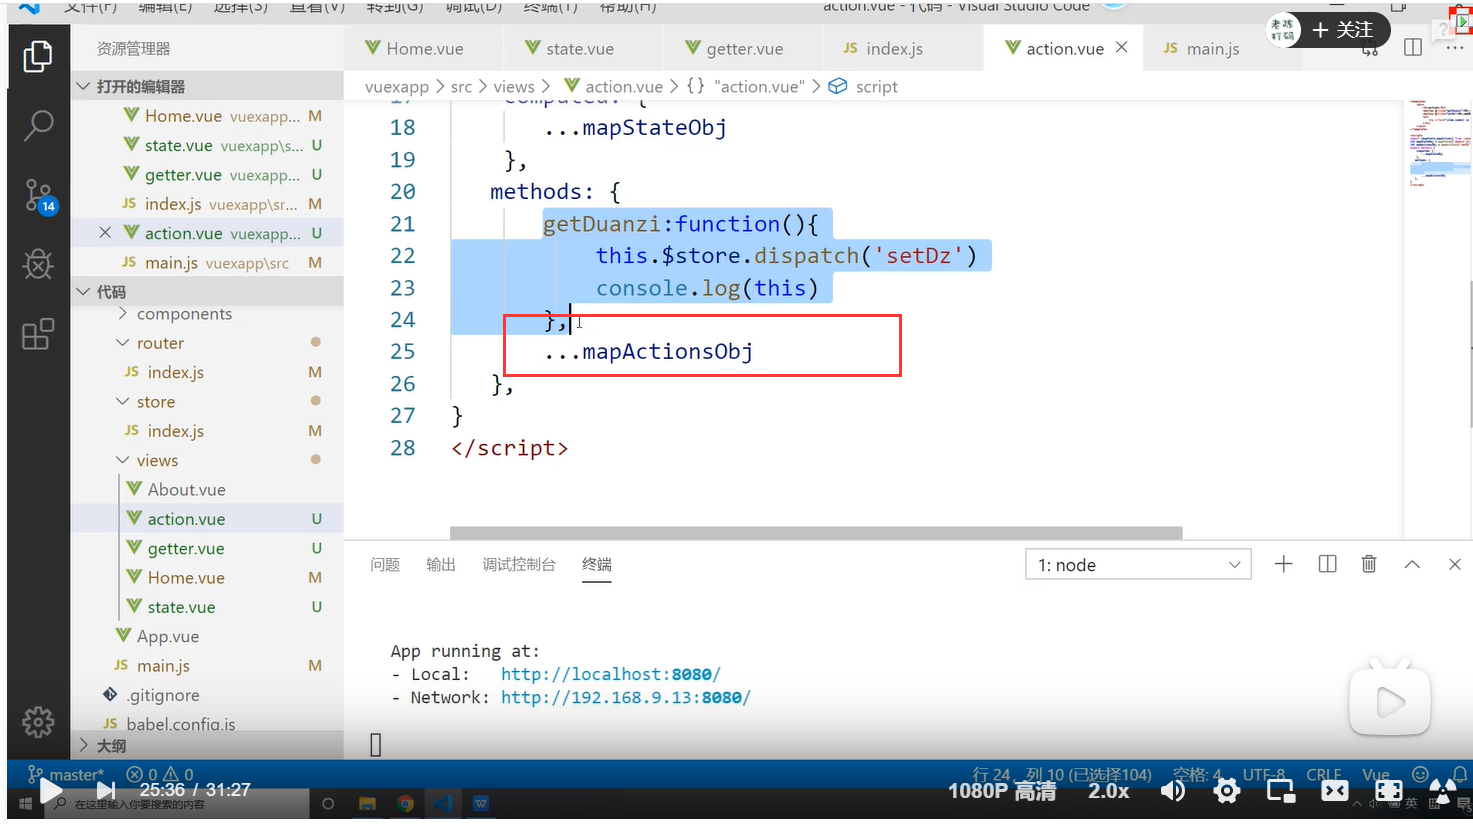 文件(F) 编辑(E) 选择(S) 查看(V) 转到(G) 调试(D) 终端(T) 帮助(H) action.vue - 代码 - Visual Studio Code
老陈打码 + 关注
资源管理器
Home.vue state.vue getter.vue JS index.js action.vue JS main.js
打开的编辑器
vuexapp > src > views > action.vue > {} "action.vue" > script
Home.vue vuexapp... M
state.vue vuexapp\s... U
getter.vue vuexapp... U
JS index.js vuexapp\sr... M
action.vue vuexapp... U
JS main.js vuexapp\src M
代码
components
router
JS index.js M
store
JS index.js M
views
About.vue
action.vue U
getter.vue U
Home.vue M
state.vue U
App.vue
JS main.js M
.gitignore
JS babel.config.js
大纲
14
17 computed: {
18 ...mapStateObj
19 },
20 methods: {
21 getDuanzi:function(){
22 this.$store.dispatch('setDz')
23 console.log(this)
24 },
25 ...mapActionsObj
26 },
27 }
28 </script>
问题 输出 调试控制台 终端 1: node
App running at:
- Local: http://localhost:8080/
- Network: http://192.168.9.13:8080/
master* 0 0 行 24，列 10 (已选择104) 空格: 4 UTF-8 CRLF Vue
25:36 / 31:27 1080P 高清 2.0x
在这里输入你要搜索的内容 英